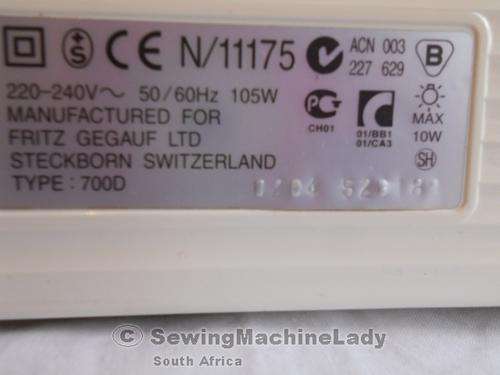 S CE N/11175 ACN 003 B
227 629
220-240V~ 50/60Hz 105W
MANUFACTURED FOR
FRITZ GEGAUF LTD
STECKBORN SWITZERLAND
TYPE : 700D
CH01
01/BB1
01/CA3
MAX
10W
SH
© SewingMachineLady
South Africa